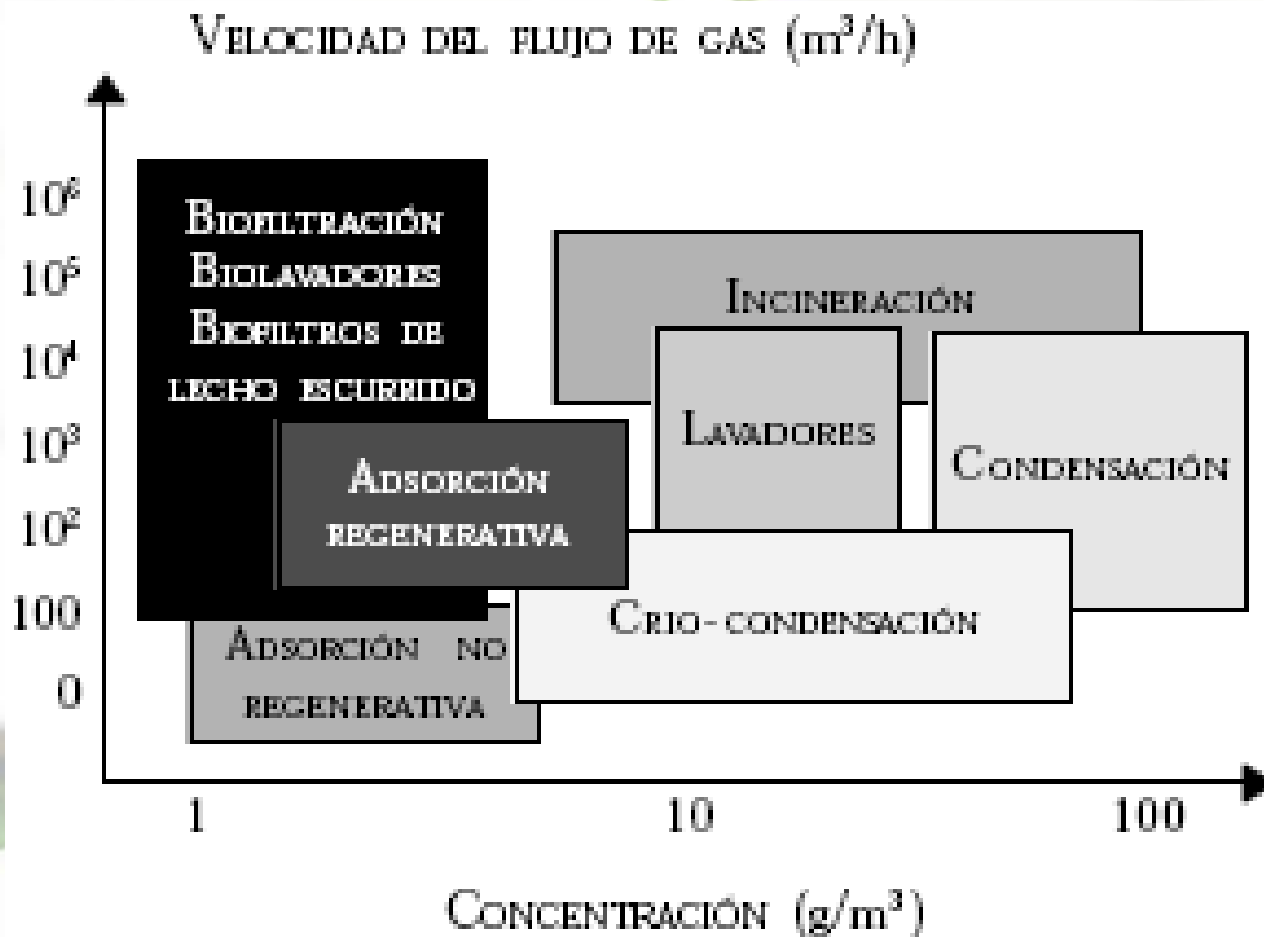 VELOCIDAD DEL FLUJO DE GAS (m³/h)
10⁶
10⁵
10⁴
10³
10²
100
0
BIOFILTRACIÓN
BIOLAVADORES
BIOFILTROS DE
LECHO ESCURRIDO
ADSORCIÓN
REGENERATIVA
ADSORCIÓN NO
REGENERATIVA
INCINERACIÓN
LAVADORES
CONDENSACIÓN
CRIO-CONDENSACIÓN
1 10 100
CONCENTRACIÓN (g/m³)